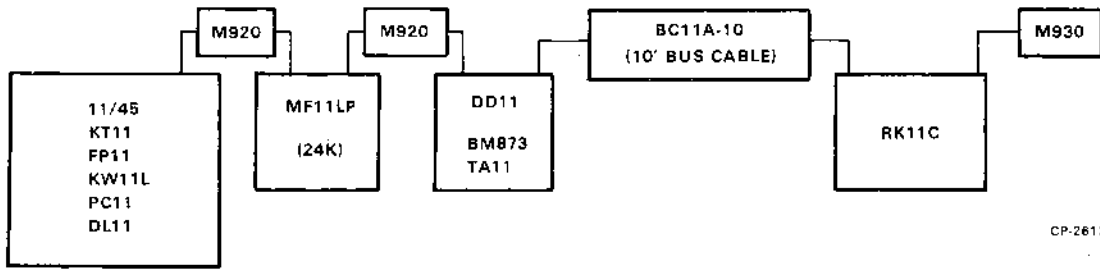 M920
M920
BC11A-10
(10' BUS CABLE)
M930
11/45
KT11
FP11
KW11L
PC11
DL11
MF11LP
(24K)
DD11
BM873
TA11
RK11C